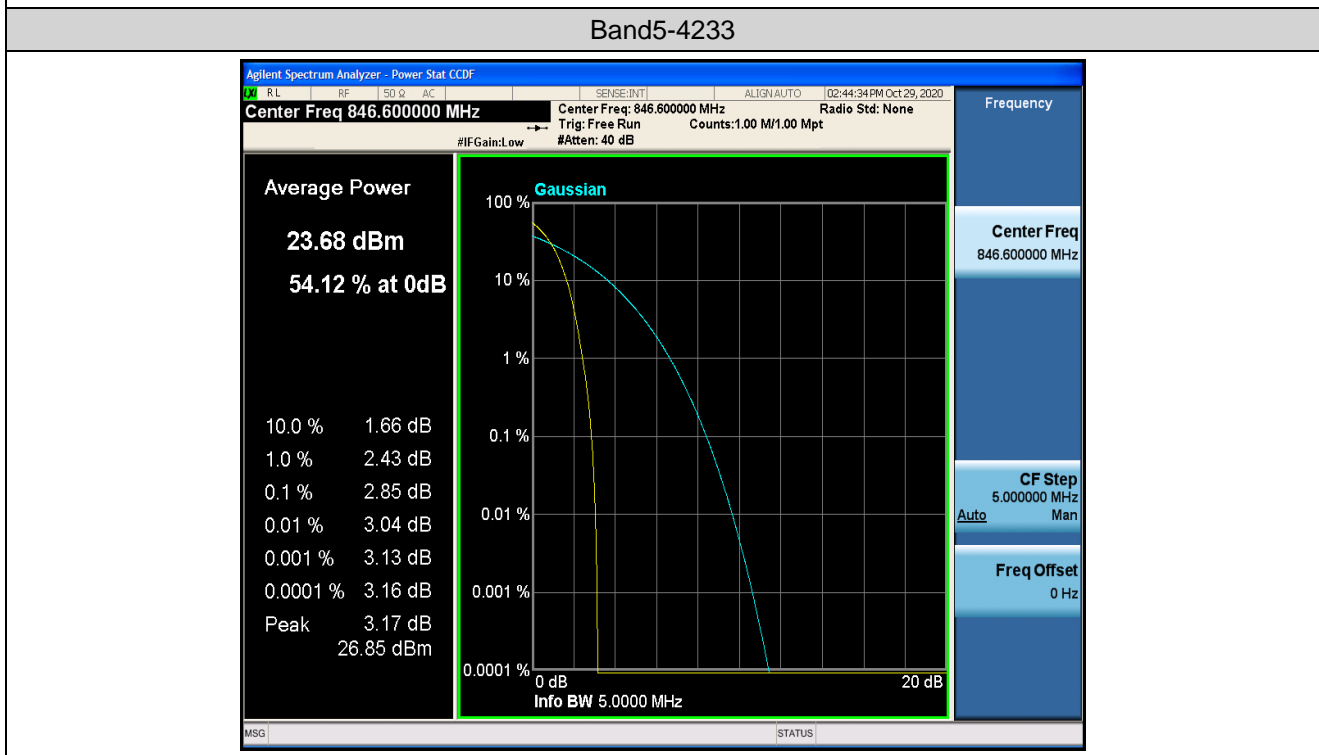 Band5-4233
Agilent Spectrum Analyzer - Power Stat CCDF
LXI RL RF 50 Ω AC SENSE:INT ALIGN AUTO 02:44:34 PM Oct 29, 2020
Center Freq 846.600000 MHz
Center Freq: 846.600000 MHz Radio Std: None
Trig: Free Run Counts:1.00 M/1.00 Mpt
#IFGain:Low #Atten: 40 dB
Average Power
23.68 dBm
54.12 % at 0dB
10.0 % 1.66 dB
1.0 % 2.43 dB
0.1 % 2.85 dB
0.01 % 3.04 dB
0.001 % 3.13 dB
0.0001 % 3.16 dB
Peak 3.17 dB
26.85 dBm
Gaussian
100 %
10 %
1 %
0.1 %
0.01 %
0.001 %
0.0001 %
0 dB 20 dB
Info BW 5.0000 MHz
Frequency
Center Freq
846.600000 MHz
CF Step
5.000000 MHz
Auto Man
Freq Offset
0 Hz
MSG STATUS